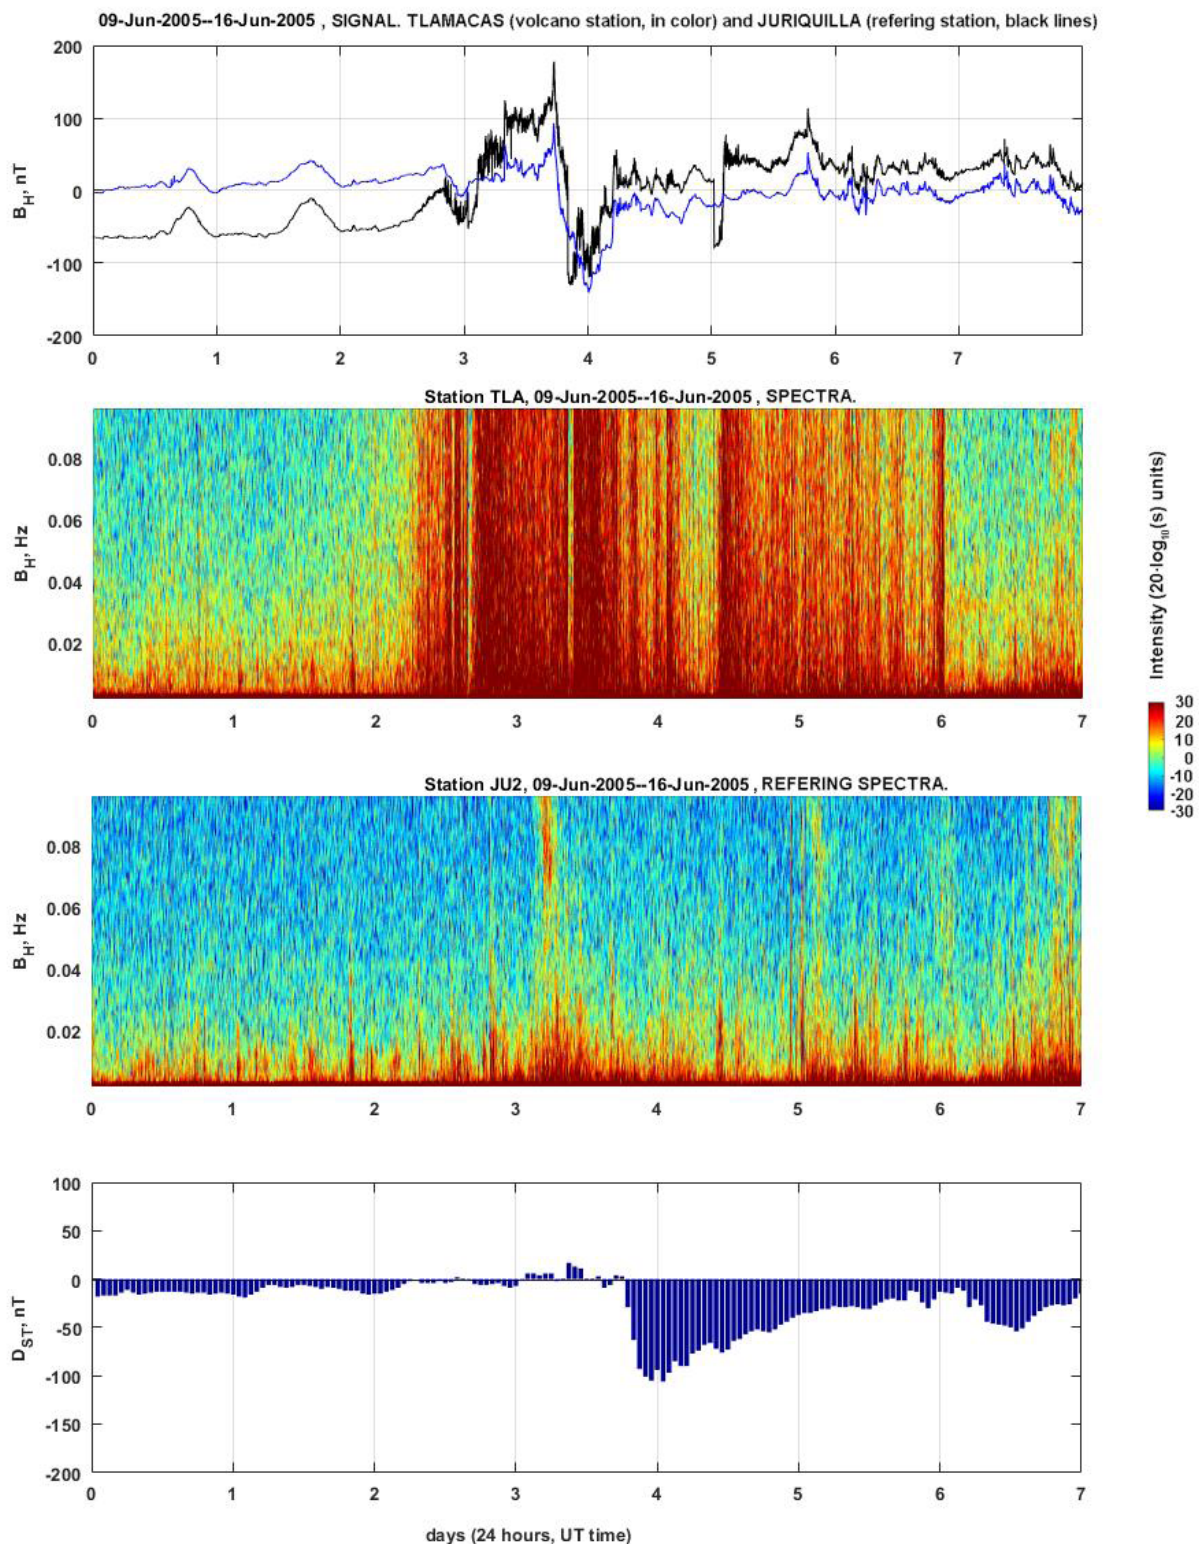 09-Jun-2005--16-Jun-2005 , SIGNAL. TLAMACAS (volcano station, in color) and JURIQUILLA (refering station, black lines)
200
100
0
-100
-200
B_H, nT
0 1 2 3 4 5 6 7
Station TLA, 09-Jun-2005--16-Jun-2005 , SPECTRA.
0.08
0.06
0.04
0.02
B_H, Hz
0 1 2 3 4 5 6 7
Intensity (20·log₁₀(s) units)
30
20
10
0
-10
-20
-30
Station JU2, 09-Jun-2005--16-Jun-2005 , REFERING SPECTRA.
0.08
0.06
0.04
0.02
B_H, Hz
0 1 2 3 4 5 6 7
100
50
0
-50
-100
-150
-200
D_ST, nT
0 1 2 3 4 5 6 7
days (24 hours, UT time)